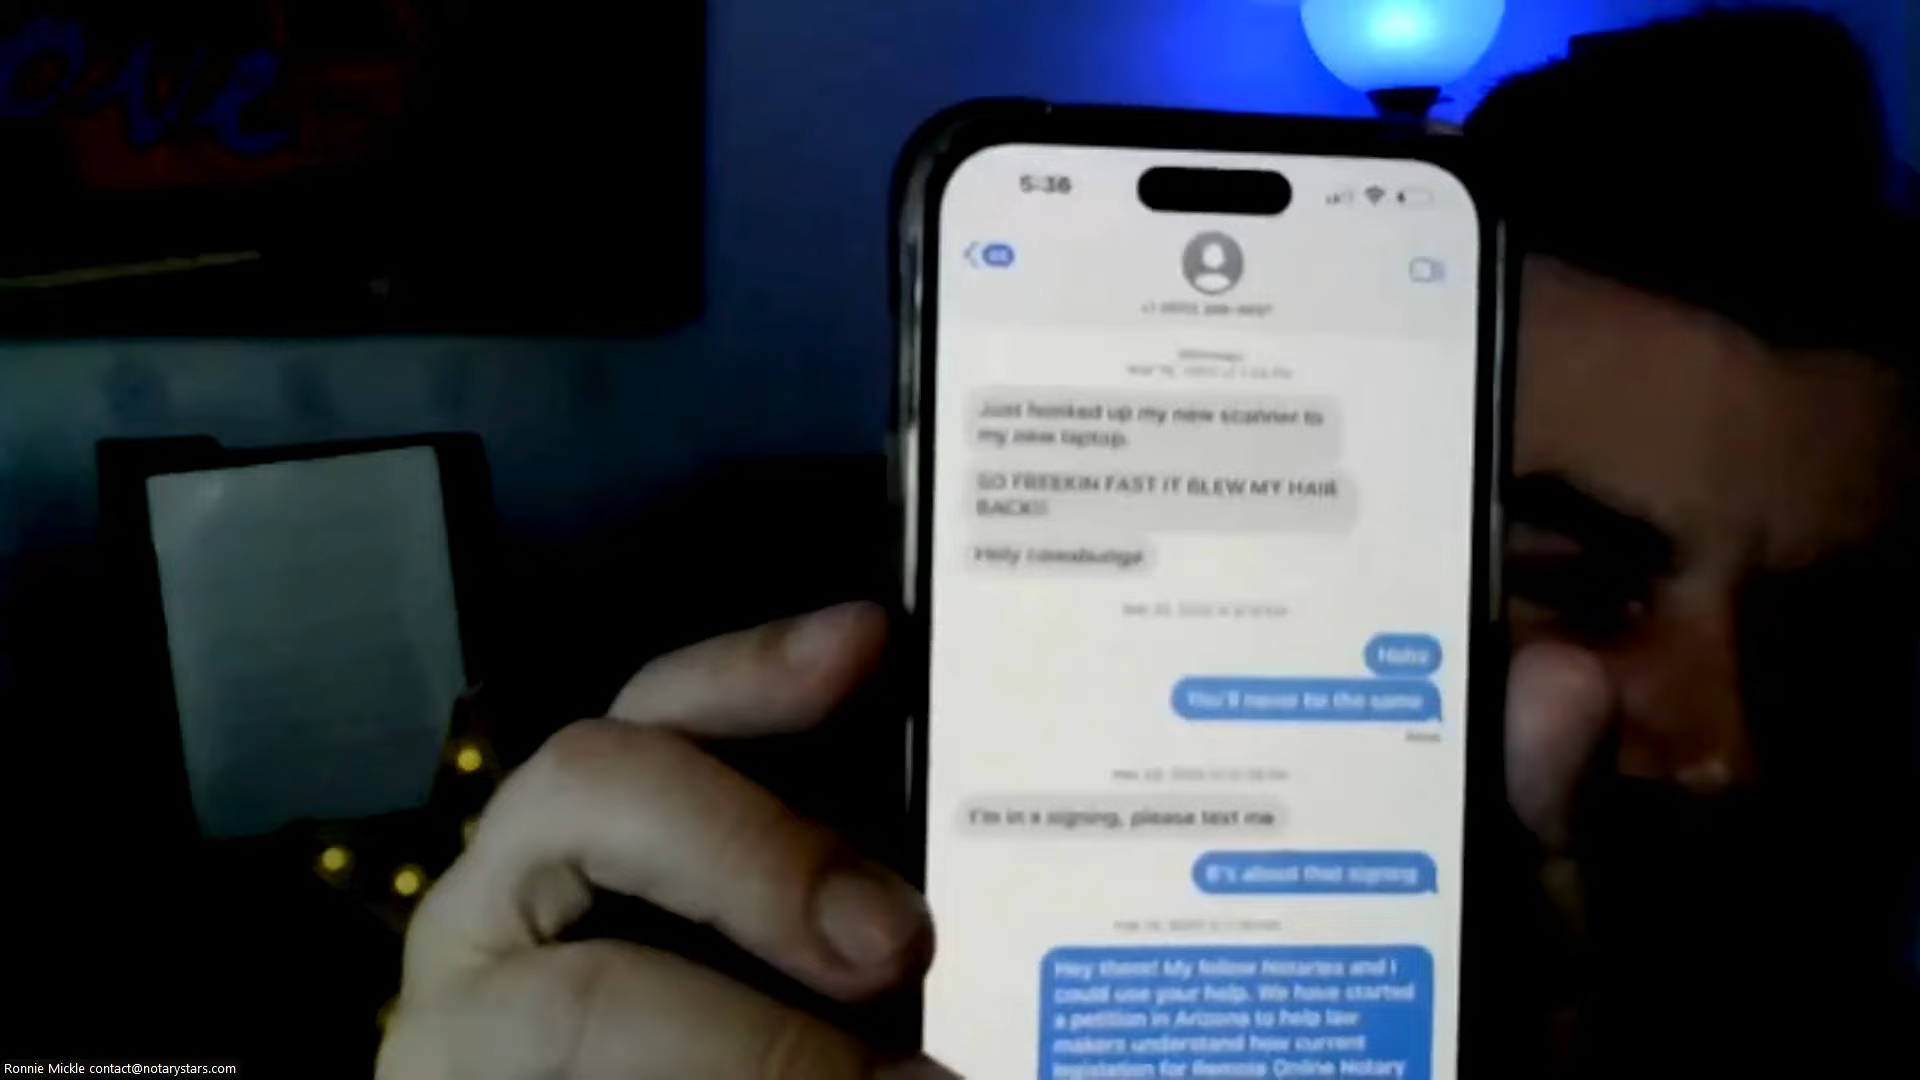 ove
5:36
Just hooked up my new scanner to
my new laptop.
SO FREEKIN FAST IT BLEW MY HAIR
BACK!!
Holy cowabunga
Haha
You'll never be the same
I'm in a signing, please text me
It's about that signing
Hey there! My fellow Notaries and I
could use your help. We have started
a petition in Arizona to help law
makers understand how current
legislation for Remote Online Notary
Ronnie Mickle contact@notarystars.com